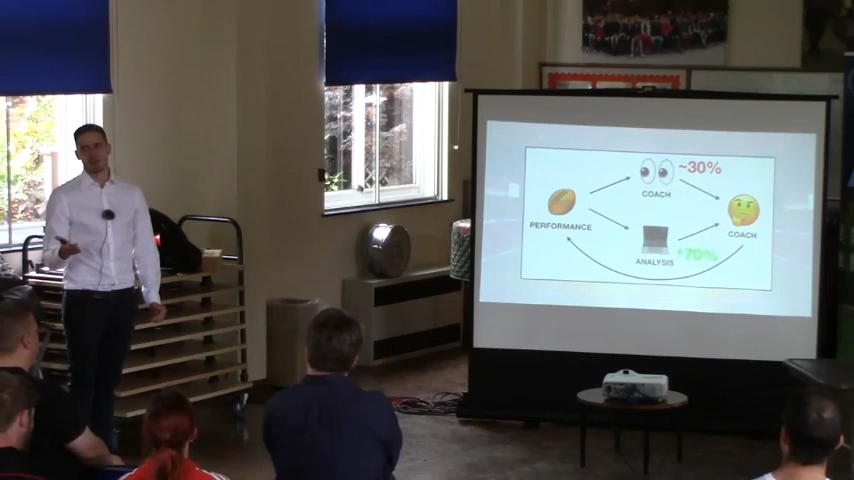 ~30%
COACH
PERFORMANCE
COACH
ANALYSIS
+70%